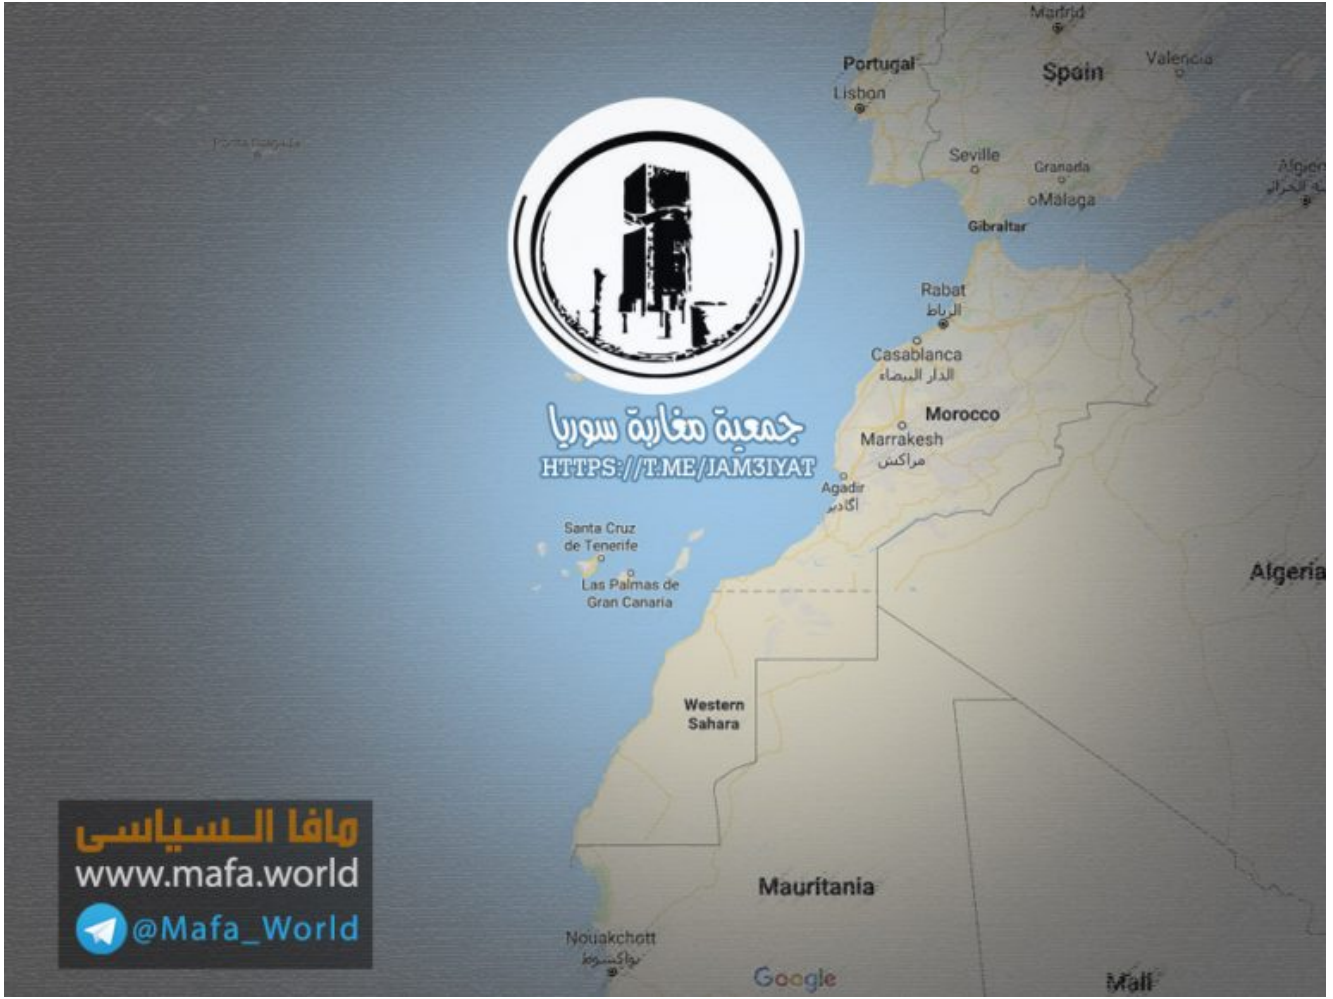 Madrid
Portugal
Spain
Valencia
Lisbon
Ponta Delgada
Seville
Granada
Málaga
Gibraltar
Rabat
الرباط
Casablanca
الدار البيضاء
Morocco
Marrakesh
مراكش
جمعية مغاربة سوريا
HTTPS://T.ME/JAM3IYAT
Agadir
أكادير
Santa Cruz
de Tenerife
Las Palmas de
Gran Canaria
Algeria
Western
Sahara
مافا السياسي
www.mafa.world
@Mafa_World
Mauritania
Nouakchott
نواكشوط
Google
Mali